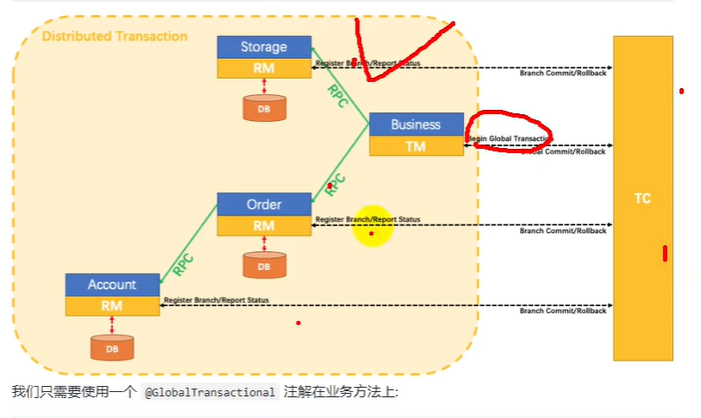 Distributed Transaction
Storage
RM
DB
Register Branch/Report Status
Branch Commit/Rollback
RPC
Business
TM
Begin Global Transaction
Global Commit/Rollback
TC
RPC
Order
RM
DB
Register Branch/Report Status
Branch Commit/Rollback
RPC
Account
RM
DB
Register Branch/Report Status
Branch Commit/Rollback
我们只需要使用一个 @GlobalTransactional 注解在业务方法上: